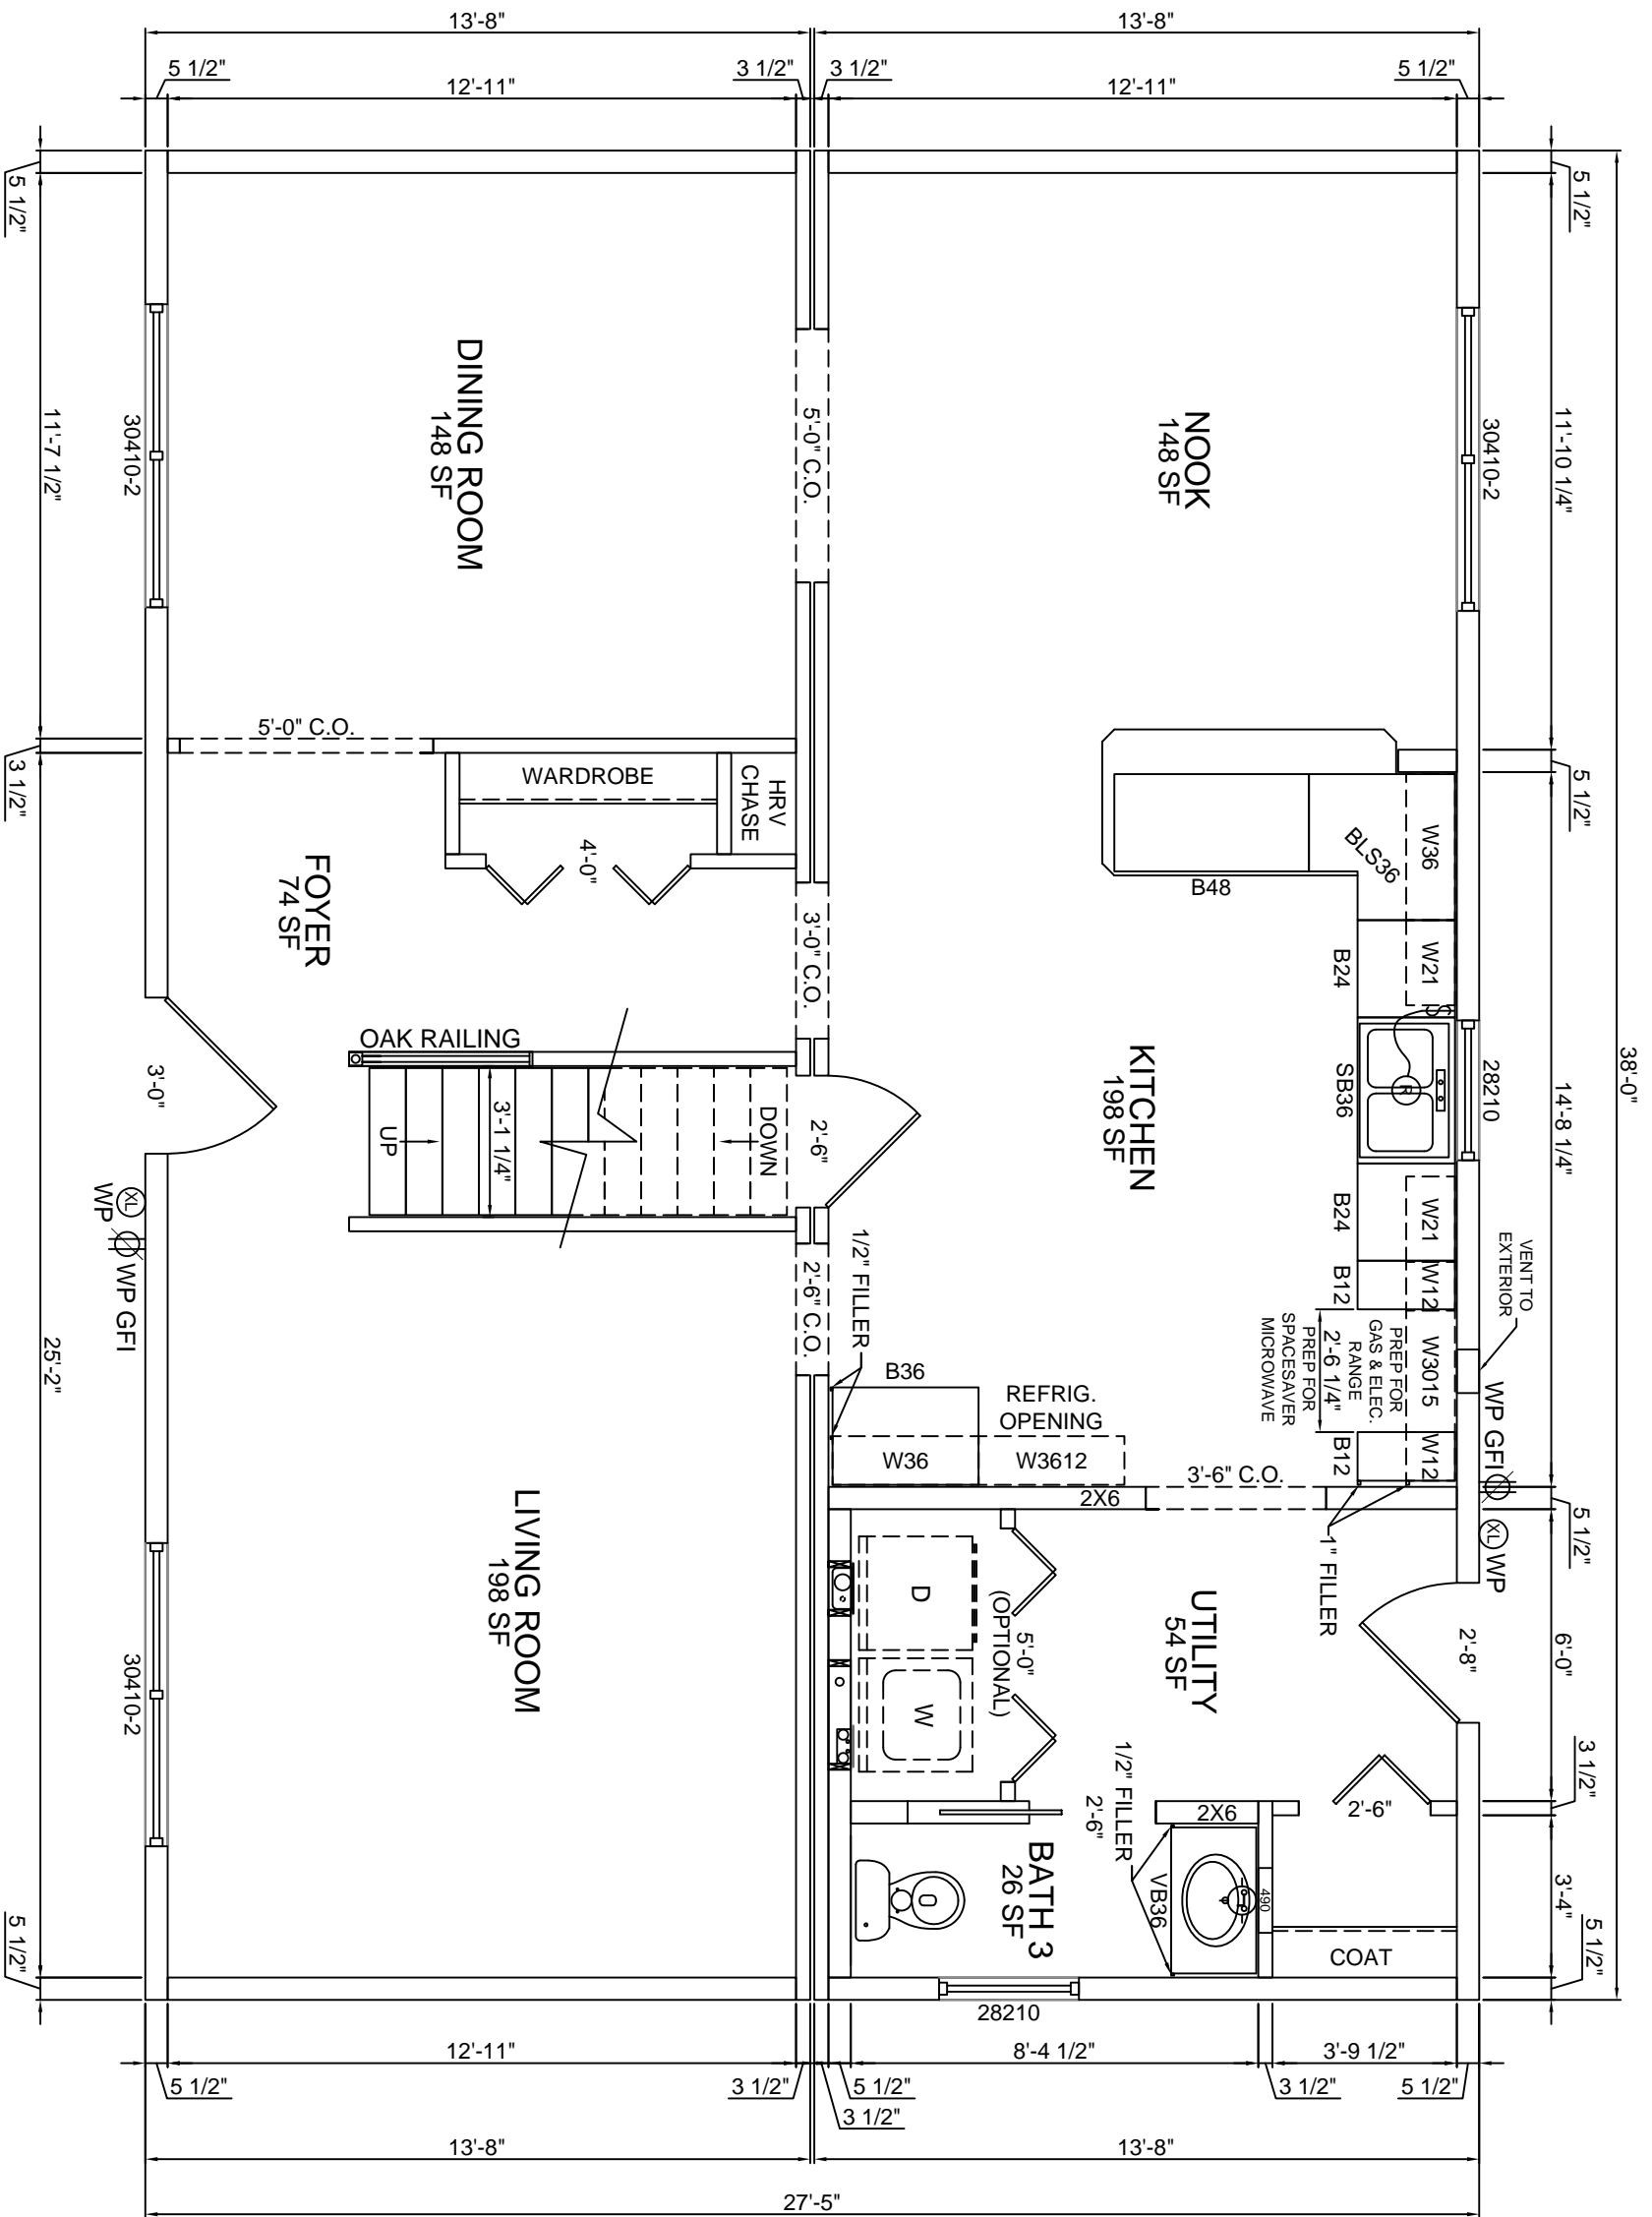 13'-8"
13'-8"
5 1/2"
12'-11"
3 1/2"
3 1/2"
12'-11"
5 1/2"
38'-0"
5 1/2"
11'-10 1/4"
5 1/2"
14'-8 1/4"
5 1/2"
6'-0"
3 1/2"
3'-4"
5 1/2"
30410-2
28210
VENT TO
EXTERIOR
WP GFI
XL
WP
2'-8"
NOOK
148 SF
W36
BLS36
B48
W21
B24
SB36
R
S
W21
B24
W12
B12
W3015
PREP FOR
GAS & ELEC.
RANGE
2'-6 1/4"
PREP FOR
SPACESAVER
MICROWAVE
W12
B12
1" FILLER
KITCHEN
198 SF
1/2" FILLER
B36
REFRIG.
OPENING
W36
W3612
3'-6" C.O.
2X6
UTILITY
54 SF
D
W
5'-0"
(OPTIONAL)
2'-6"
2X6
1/2" FILLER
2'-6"
BATH 3
26 SF
VB36
490
COAT
28210
5'-0" C.O.
3'-0" C.O.
2'-6"
2'-6" C.O.
DINING ROOM
148 SF
5'-0" C.O.
WARDROBE
HRV
CHASE
4'-0"
FOYER
74 SF
OAK RAILING
DOWN
3'-1 1/4"
UP
LIVING ROOM
198 SF
30410-2
3'-0"
XL
WP
WP GFI
30410-2
5 1/2"
11'-7 1/2"
3 1/2"
25'-2"
5 1/2"
12'-11"
5 1/2"
3 1/2"
5 1/2"
3 1/2"
8'-4 1/2"
3 1/2"
3'-9 1/2"
5 1/2"
13'-8"
13'-8"
27'-5"